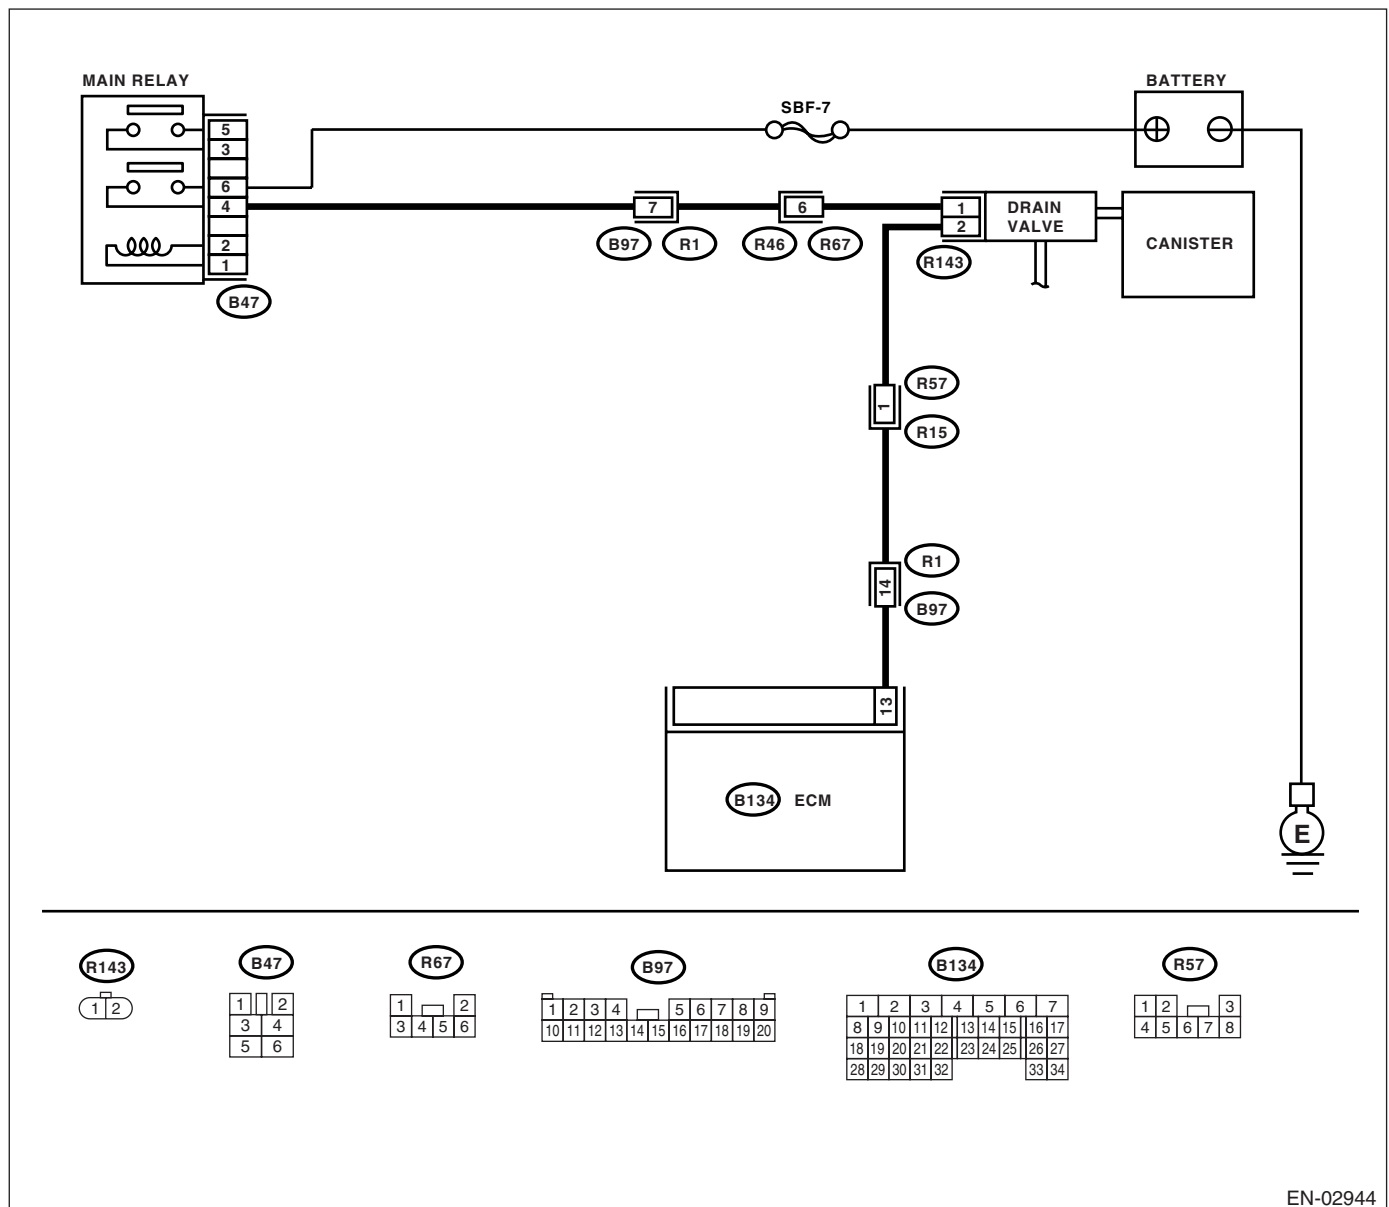 MAIN RELAY
BATTERY
SBF-7
5
3
6
4
2
1
B47
7
B97
R1
6
R46
R67
1
2
R143
DRAIN
VALVE
CANISTER
R57
1
R15
R1
14
B97
13
B134
ECM
E
R143
1 2
B47
1 2
3 4
5 6
R67
1 2
3 4 5 6
B97
1 2 3 4 5 6 7 8 9
10 11 12 13 14 15 16 17 18 19 20
B134
1 2 3 4 5 6 7
8 9 10 11 12 13 14 15 16 17
18 19 20 21 22 23 24 25 26 27
28 29 30 31 32 33 34
R57
1 2 3
4 5 6 7 8
EN-02944